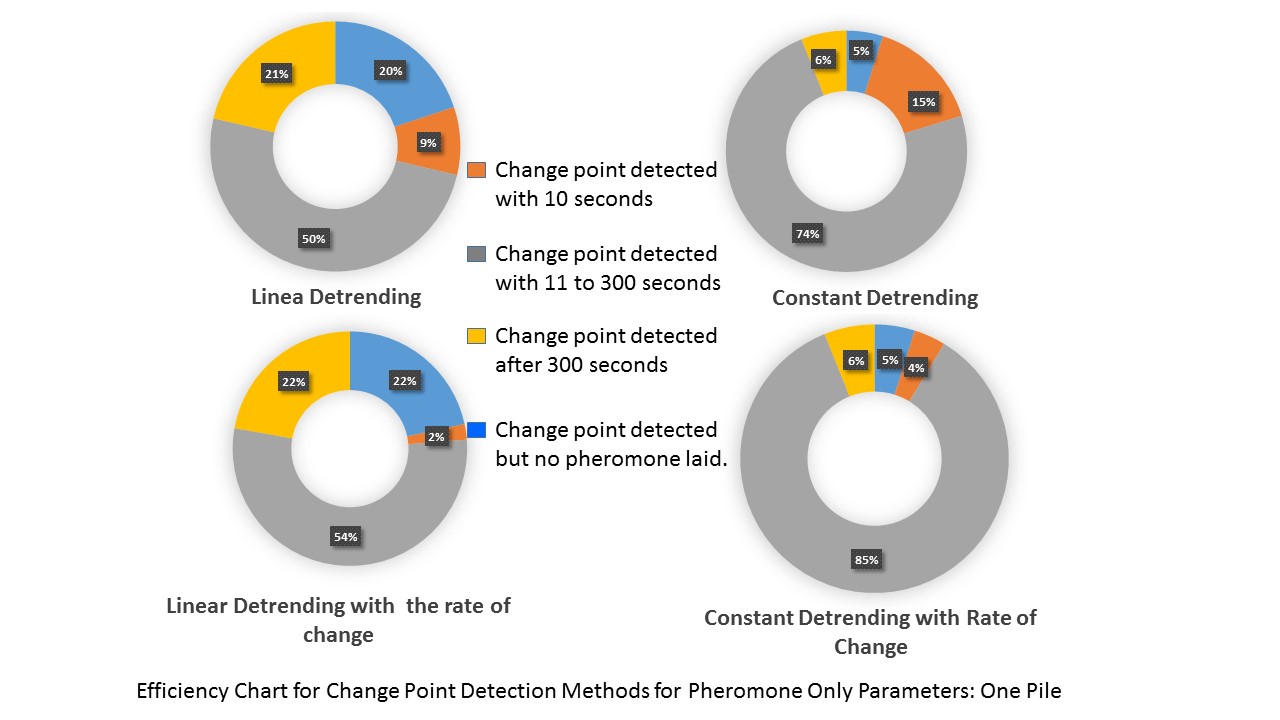 20%
21%
9%
50%
Linea Detrending
5%
6%
15%
74%
Constant Detrending
Change point detected
with 10 seconds
Change point detected
with 11 to 300 seconds
Change point detected
after 300 seconds
Change point detected
but no pheromone laid.
22%
22%
2%
54%
Linear Detrending with  the rate of
change
5%
6%
4%
85%
Constant Detrending with Rate of
Change
Efficiency Chart for Change Point Detection Methods for Pheromone Only Parameters: One Pile